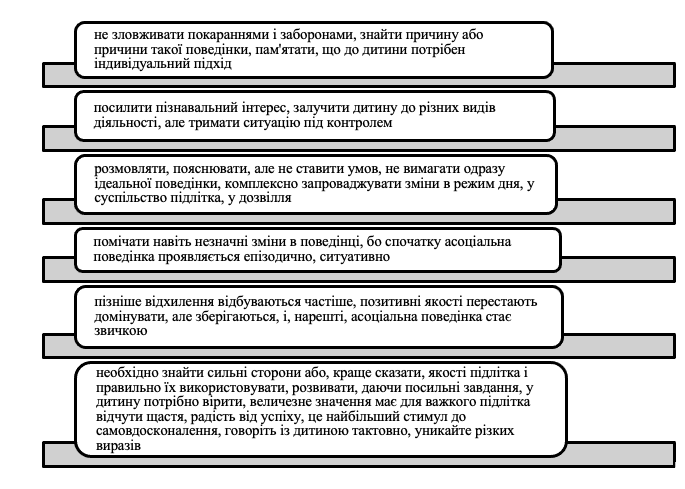 не зловживати покараннями і заборонами, знайти причину або
причини такої поведінки, пам'ятати, що до дитини потрібен
індивідуальний підхід
посилити пізнавальний інтерес, залучити дитину до різних видів
діяльності, але тримати ситуацію під контролем
розмовляти, пояснювати, але не ставити умов, не вимагати одразу
ідеальної поведінки, комплексно запроваджувати зміни в режим дня, у
суспільство підлітка, у дозвілля
помічати навіть незначні зміни в поведінці, бо спочатку асоціальна
поведінка проявляється епізодично, ситуативно
пізніше відхилення відбуваються частіше, позитивні якості перестають
домінувати, але зберігаються, і, нарешті, асоціальна поведінка стає
звичкою
необхідно знайти сильні сторони або, краще сказати, якості підлітка і
правильно їх використовувати, розвивати, даючи посильні завдання, у
дитину потрібно вірити, величезне значення має для важкого підлітка
відчути щастя, радість від успіху, це найбільший стимул до
самовдосконалення, говоріть із дитиною тактовно, уникайте різких
виразів